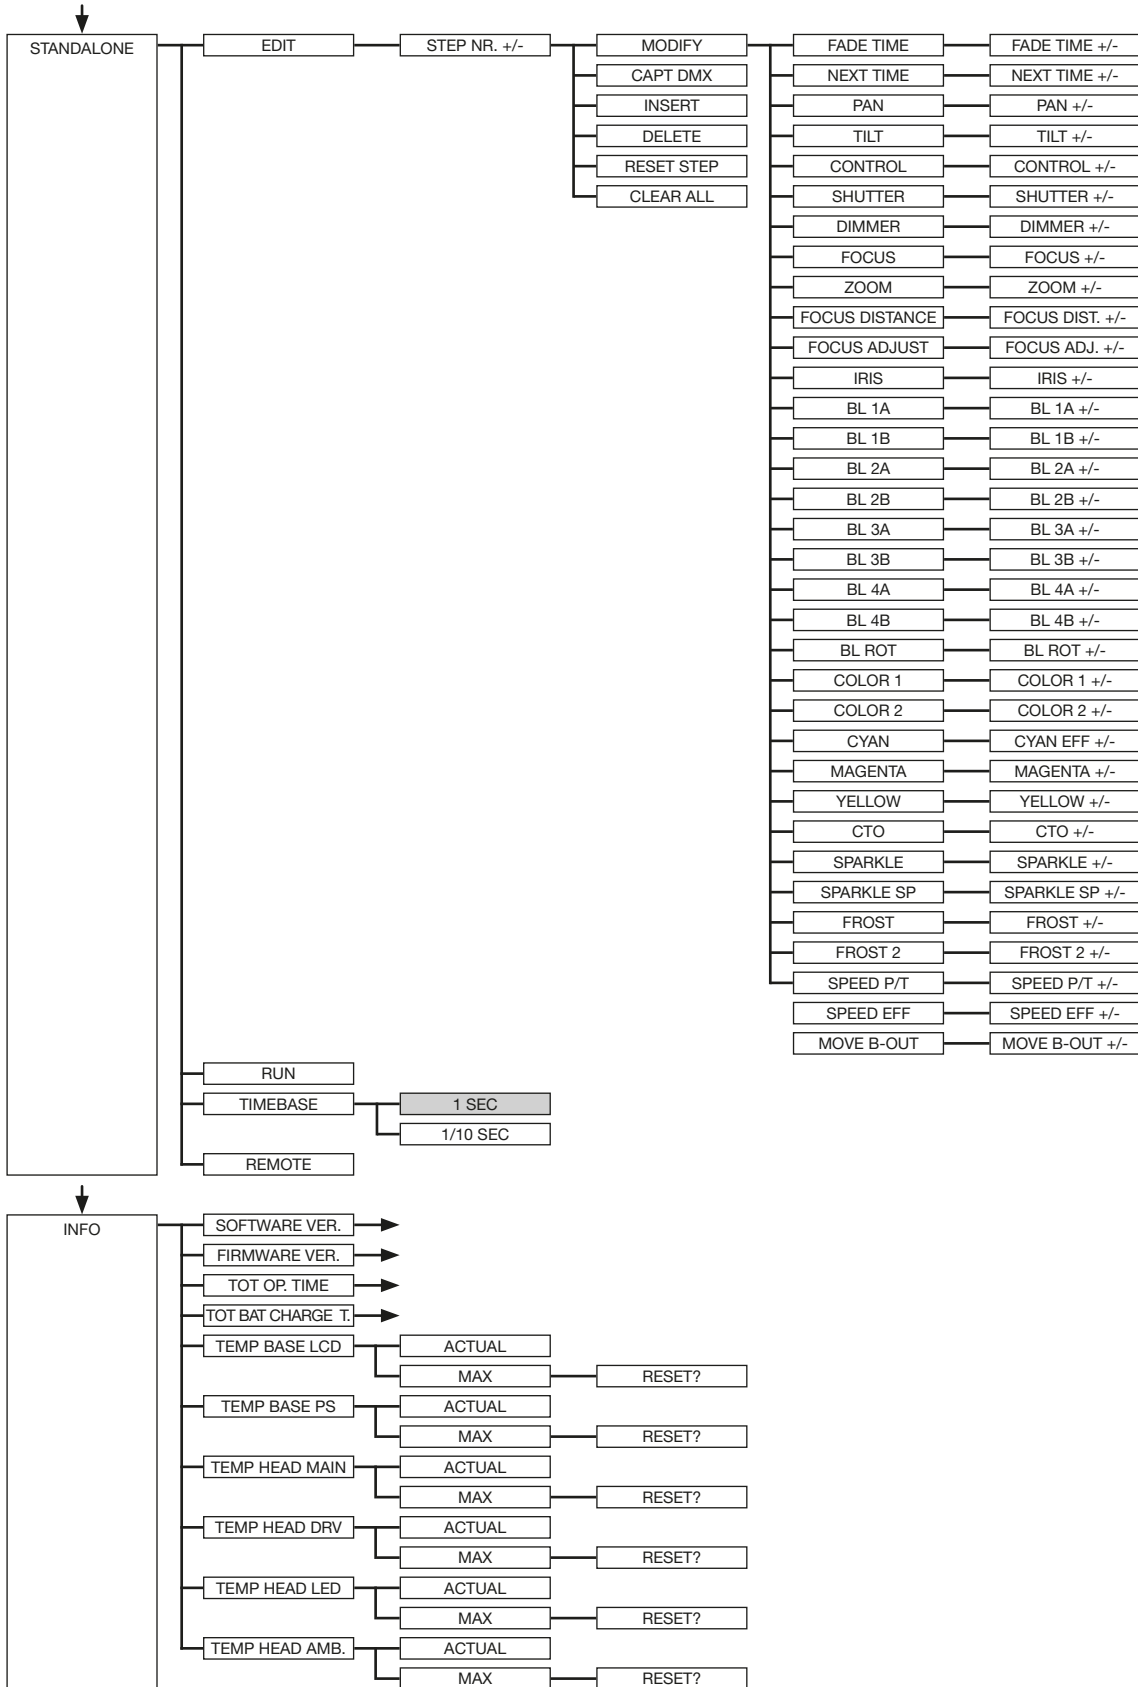 STANDALONE EDIT STEP NR. +/- MODIFY FADE TIME FADE TIME +/-
CAPT DMX NEXT TIME NEXT TIME +/-
INSERT PAN PAN +/-
DELETE TILT TILT +/-
RESET STEP CONTROL CONTROL +/-
CLEAR ALL SHUTTER SHUTTER +/-
DIMMER DIMMER +/-
FOCUS FOCUS +/-
ZOOM ZOOM +/-
FOCUS DISTANCE FOCUS DIST. +/-
FOCUS ADJUST FOCUS ADJ. +/-
IRIS IRIS +/-
BL 1A BL 1A +/-
BL 1B BL 1B +/-
BL 2A BL 2A +/-
BL 2B BL 2B +/-
BL 3A BL 3A +/-
BL 3B BL 3B +/-
BL 4A BL 4A +/-
BL 4B BL 4B +/-
BL ROT BL ROT +/-
COLOR 1 COLOR 1 +/-
COLOR 2 COLOR 2 +/-
CYAN CYAN EFF +/-
MAGENTA MAGENTA +/-
YELLOW YELLOW +/-
CTO CTO +/-
SPARKLE SPARKLE +/-
SPARKLE SP SPARKLE SP +/-
FROST FROST +/-
FROST 2 FROST 2 +/-
SPEED P/T SPEED P/T +/-
SPEED EFF SPEED EFF +/-
MOVE B-OUT MOVE B-OUT +/-
RUN
TIMEBASE 1 SEC
1/10 SEC
REMOTE
INFO SOFTWARE VER.
FIRMWARE VER.
TOT OP. TIME
TOT BAT CHARGE T.
TEMP BASE LCD ACTUAL
MAX RESET?
TEMP BASE PS ACTUAL
MAX RESET?
TEMP HEAD MAIN ACTUAL
MAX RESET?
TEMP HEAD DRV ACTUAL
MAX RESET?
TEMP HEAD LED ACTUAL
MAX RESET?
TEMP HEAD AMB. ACTUAL
MAX RESET?